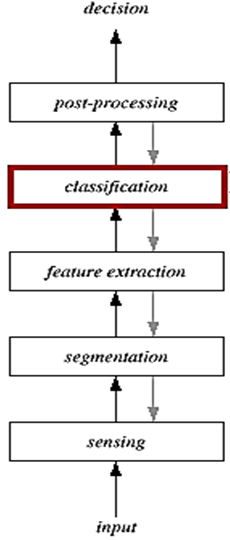 decision
post-processing
classification
feature extraction
segmentation
sensing
input